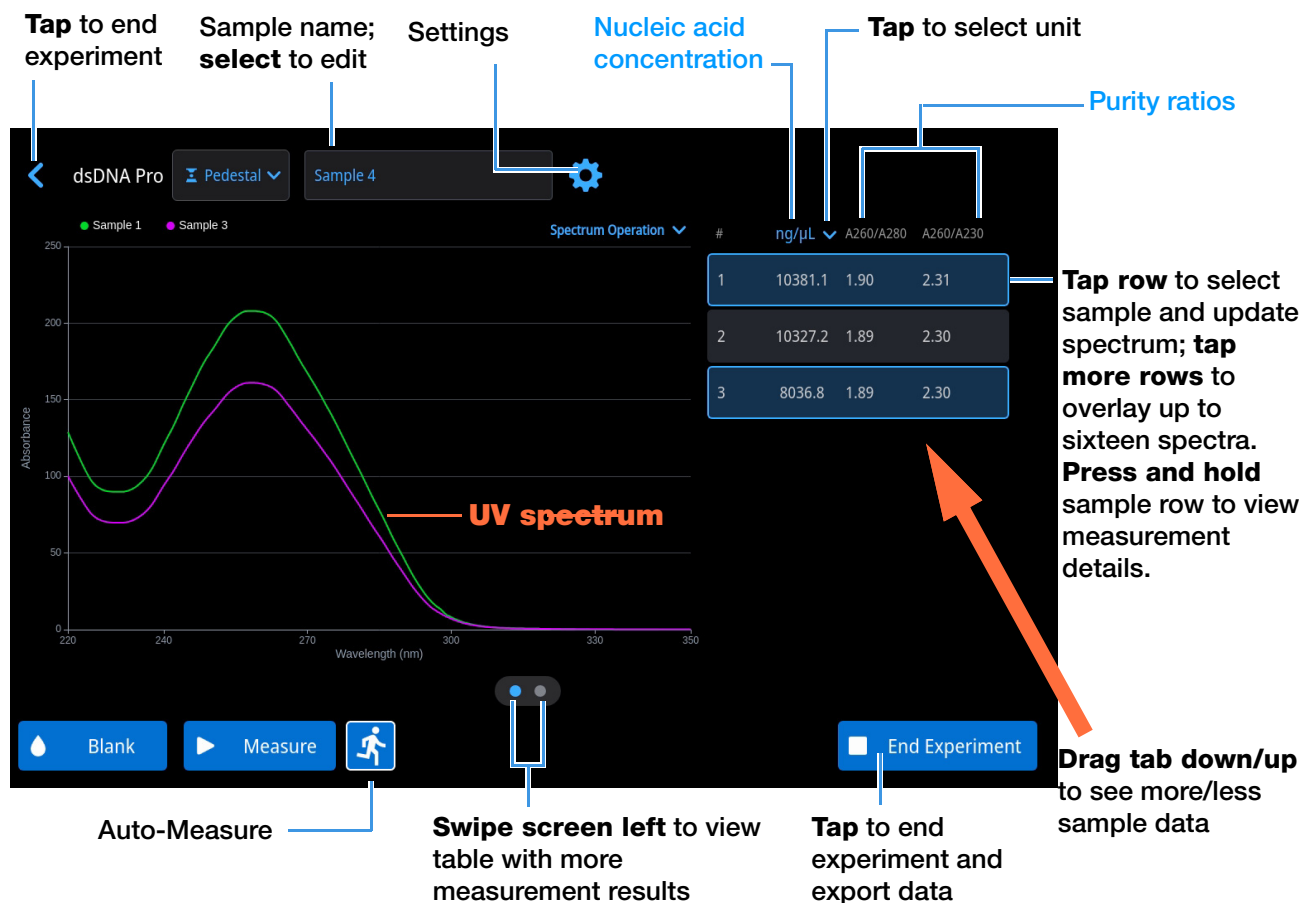 Tap to end
experiment
Sample name;
select to edit
Settings
Nucleic acid
concentration
Tap to select unit
Purity ratios
dsDNA Pro
Pedestal
Sample 4
Sample 1
Sample 3
Spectrum Operation
# ng/µL A260/A280 A260/A230
1 10381.1 1.90 2.31
2 10327.2 1.89 2.30
3 8036.8 1.89 2.30
250
200
150
100
50
0
Absorbance
220 240 270 300 330 350
Wavelength (nm)
UV spectrum
Tap row to select
sample and update
spectrum; tap
more rows to
overlay up to
sixteen spectra.
Press and hold
sample row to view
measurement
details.
Blank
Measure
End Experiment
Drag tab down/up
to see more/less
sample data
Auto-Measure
Swipe screen left to view
table with more
measurement results
Tap to end
experiment and
export data